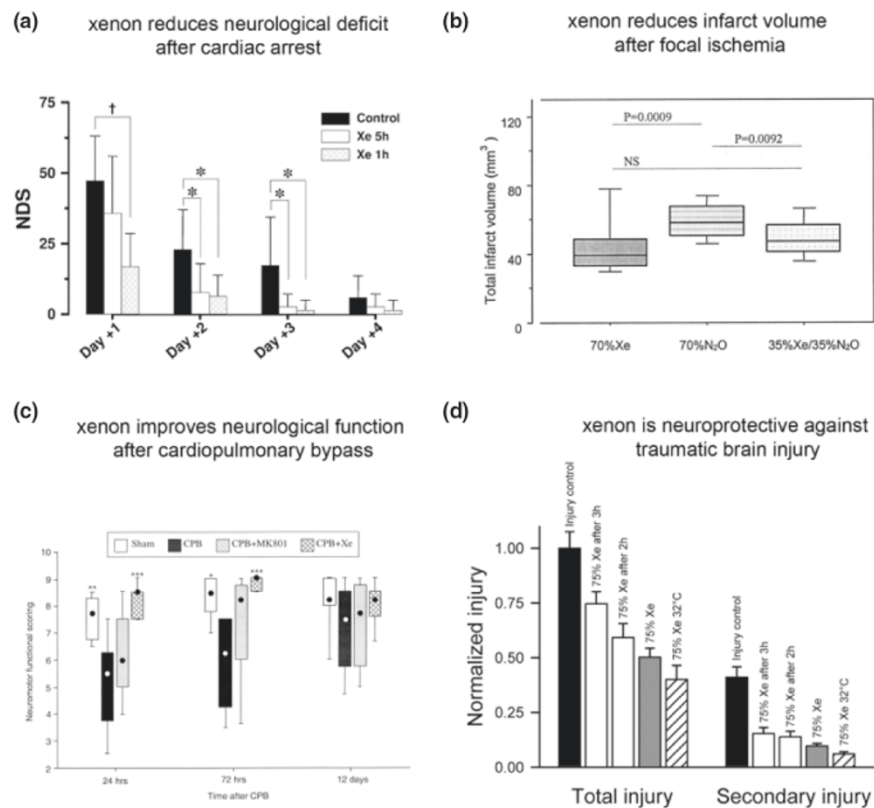 (a)
xenon reduces neurological deficit
after cardiac arrest
NDS
75
50
25
0
†
* *
* *
Control
Xe 5h
Xe 1h
Day +1
Day +2
Day +3
Day +4
(b)
xenon reduces infarct volume
after focal ischemia
Total infarct volume (mm³)
120
80
40
0
P=0.0009
P=0.0092
NS
70%Xe
70%N₂O
35%Xe/35%N₂O
(c)
xenon improves neurological function
after cardiopulmonary bypass
Neuromotor functional scoring
10
9
8
7
6
5
4
3
2
Sham
CPB
CPB+MK801
CPB+Xe
**
***
*
***
24 hrs
72 hrs
12 days
Time after CPB
(d)
xenon is neuroprotective against
traumatic brain injury
Normalized injury
1.00
0.75
0.50
0.25
0.00
Injury control
75% Xe after 3h
75% Xe after 2h
75% Xe
75% Xe 32°C
Injury control
75% Xe after 3h
75% Xe after 2h
75% Xe
75% Xe 32°C
Total injury
Secondary injury